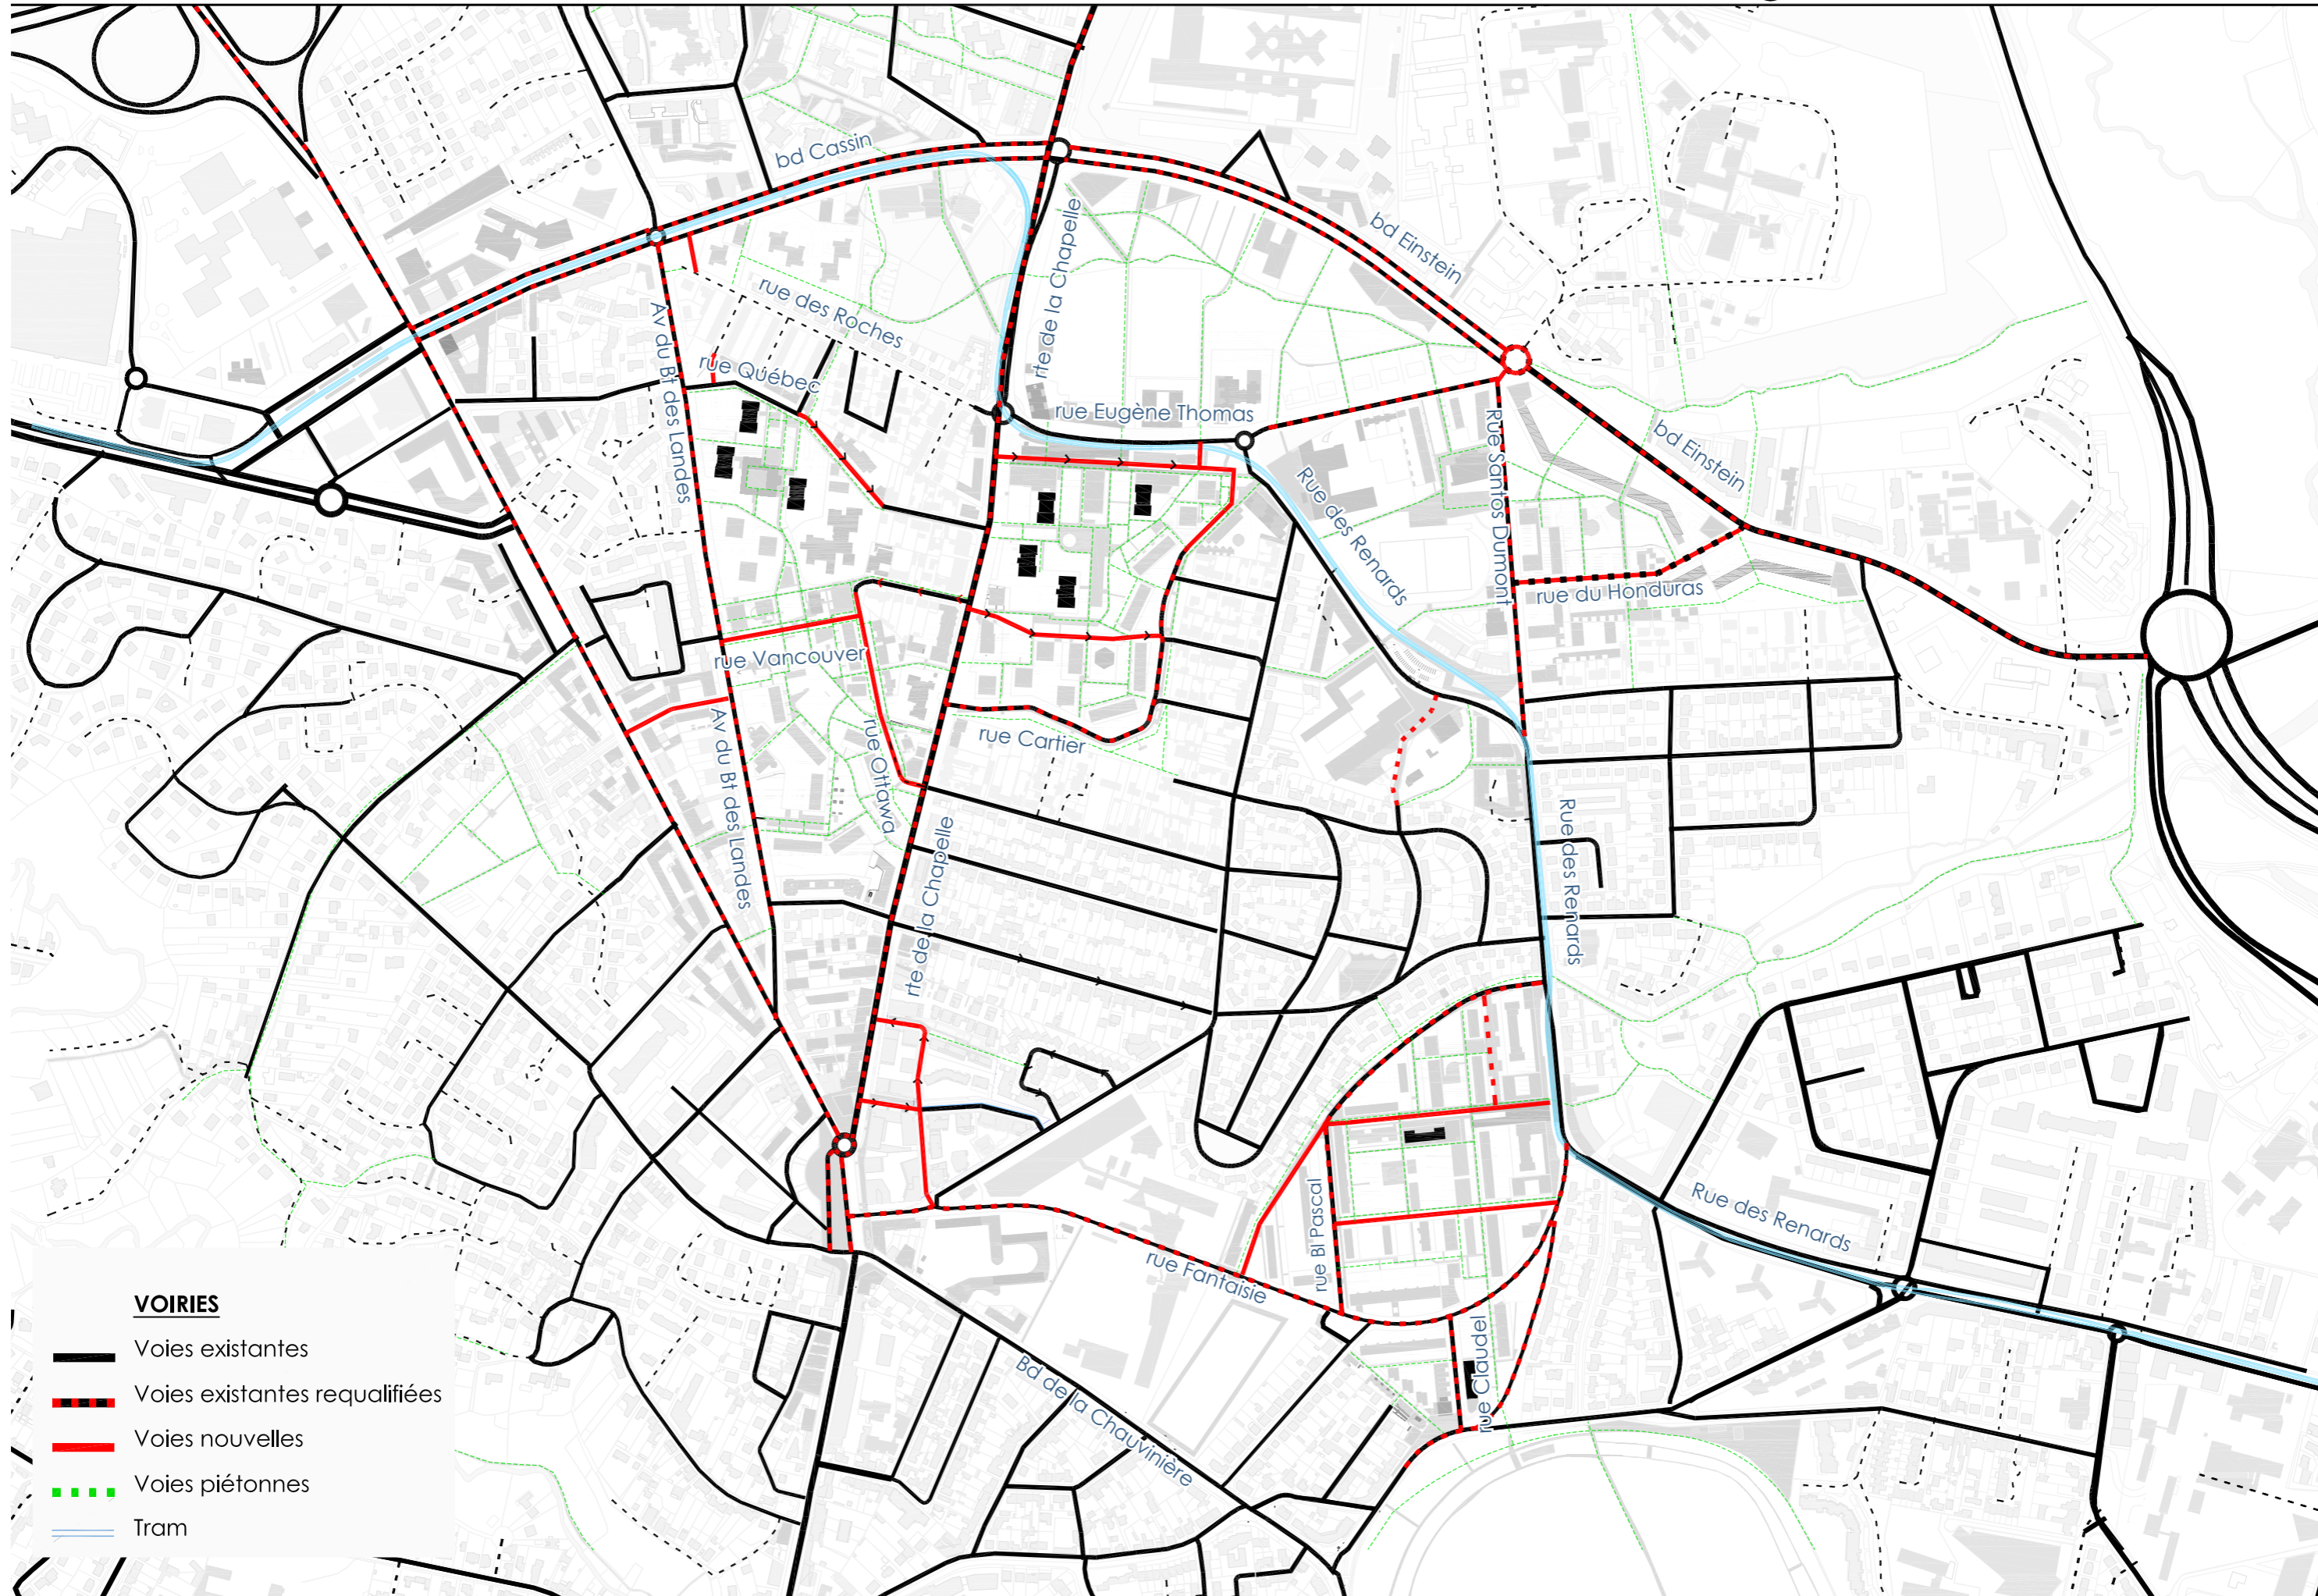 bd Cassin
rte de la Chapelle
bd Einstein
rue des Roches
Av du Bt des Landes
rue Québec
rue Eugène Thomas
Rue Santos Dumont
bd Einstein
Rue des Renards
rue du Honduras
rue Vancouver
Av du Bt des Landes
rue Ottawa
rue Cartier
rte de la Chapelle
Rue des Renards
rue Bl Pascal
Rue des Renards
rue Fantaisie
rue Claudel
Bd de la Chauvinière
VOIRIES
Voies existantes
Voies existantes requalifiées
Voies nouvelles
Voies piétonnes
Tram